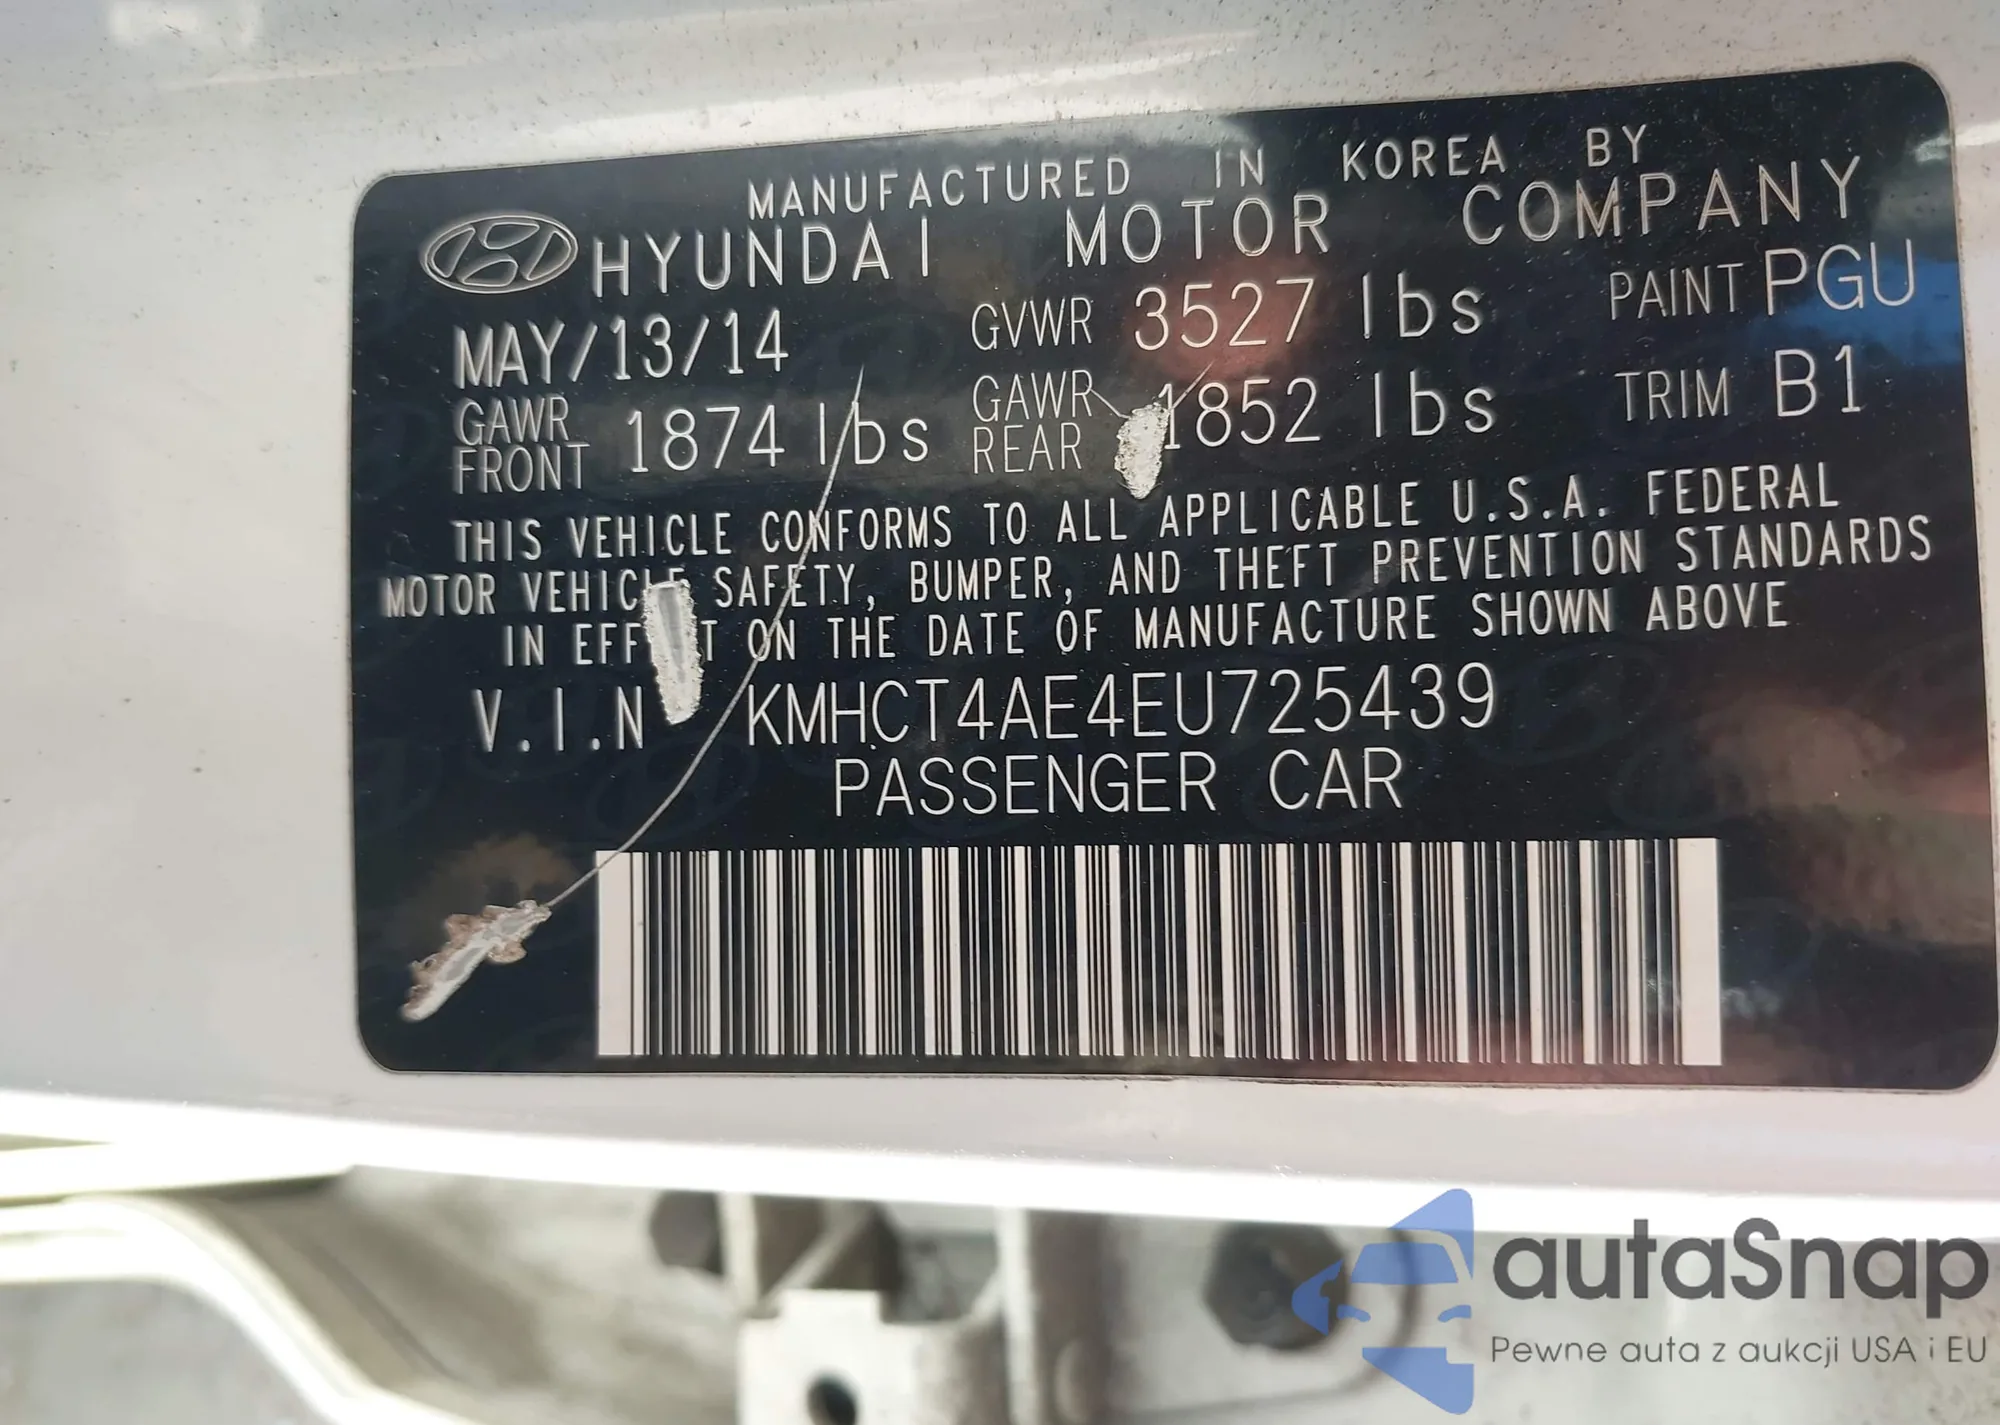 MANUFACTURED IN KOREA BY
HYUNDAI MOTOR COMPANY
MAY/13/14 GVWR 3527 lbs PAINT PGU
GAWR FRONT 1874 lbs GAWR REAR 1852 lbs TRIM B1
THIS VEHICLE CONFORMS TO ALL APPLICABLE U.S.A. FEDERAL
MOTOR VEHICLE SAFETY, BUMPER, AND THEFT PREVENTION STANDARDS
IN EFF T ON THE DATE OF MANUFACTURE SHOWN ABOVE
V.I.N KMHCT4AE4EU725439
PASSENGER CAR
autaSnap
Pewne auta z aukcji USA i EU